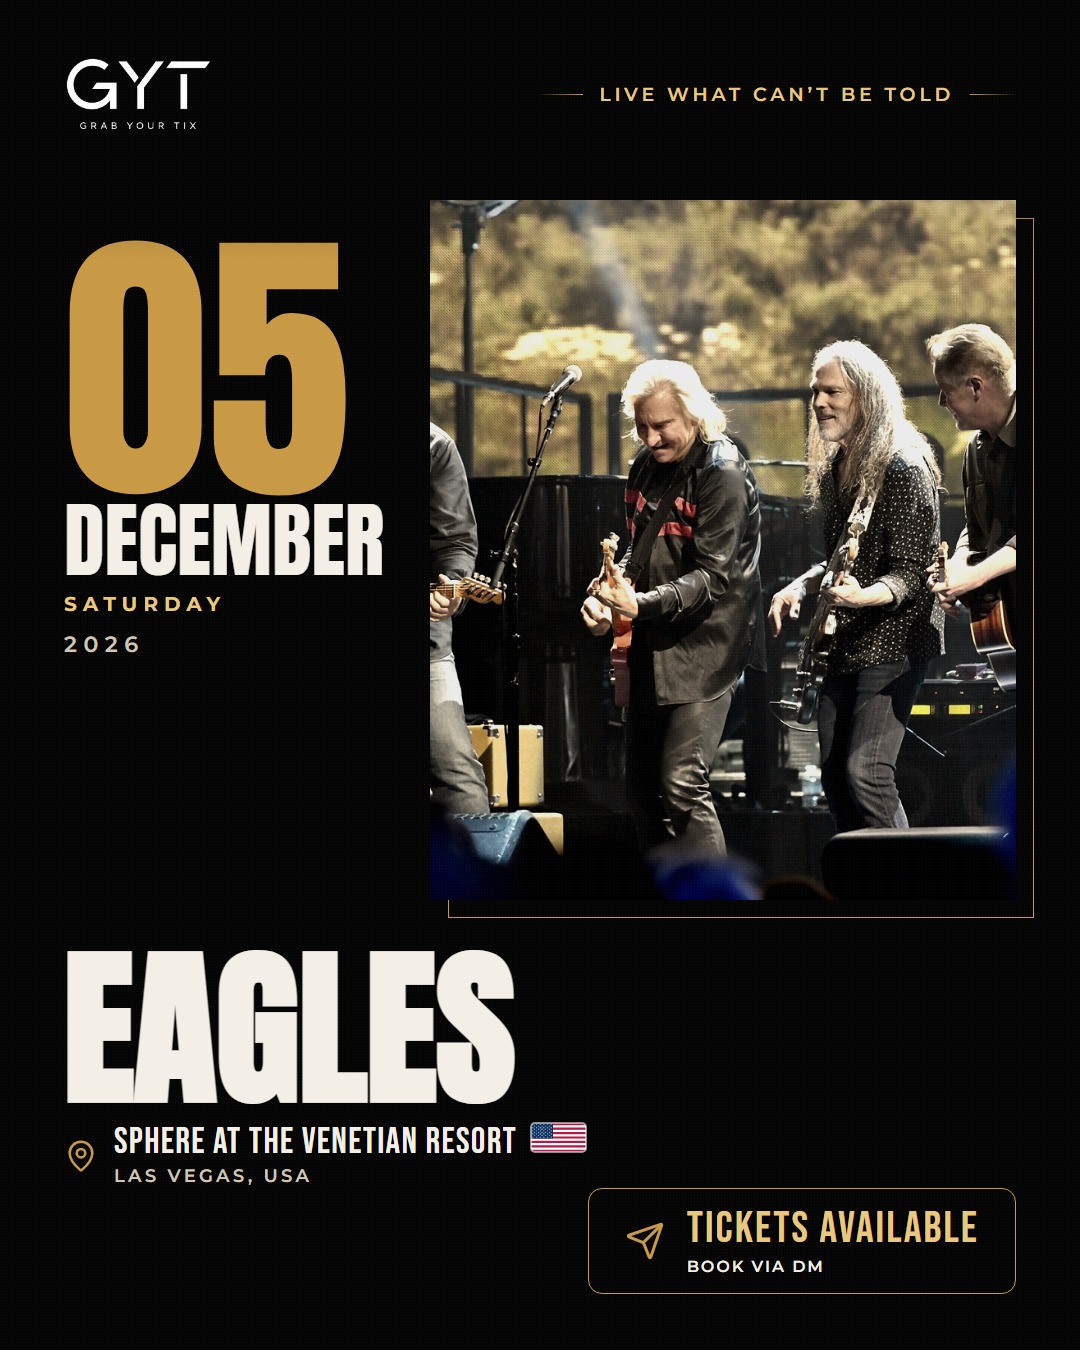 GYT
GRAB YOUR TIX
LIVE WHAT CAN’T BE TOLD
05
DECEMBER
SATURDAY
2026
EAGLES
SPHERE AT THE VENETIAN RESORT
LAS VEGAS, USA
TICKETS AVAILABLE
BOOK VIA DM